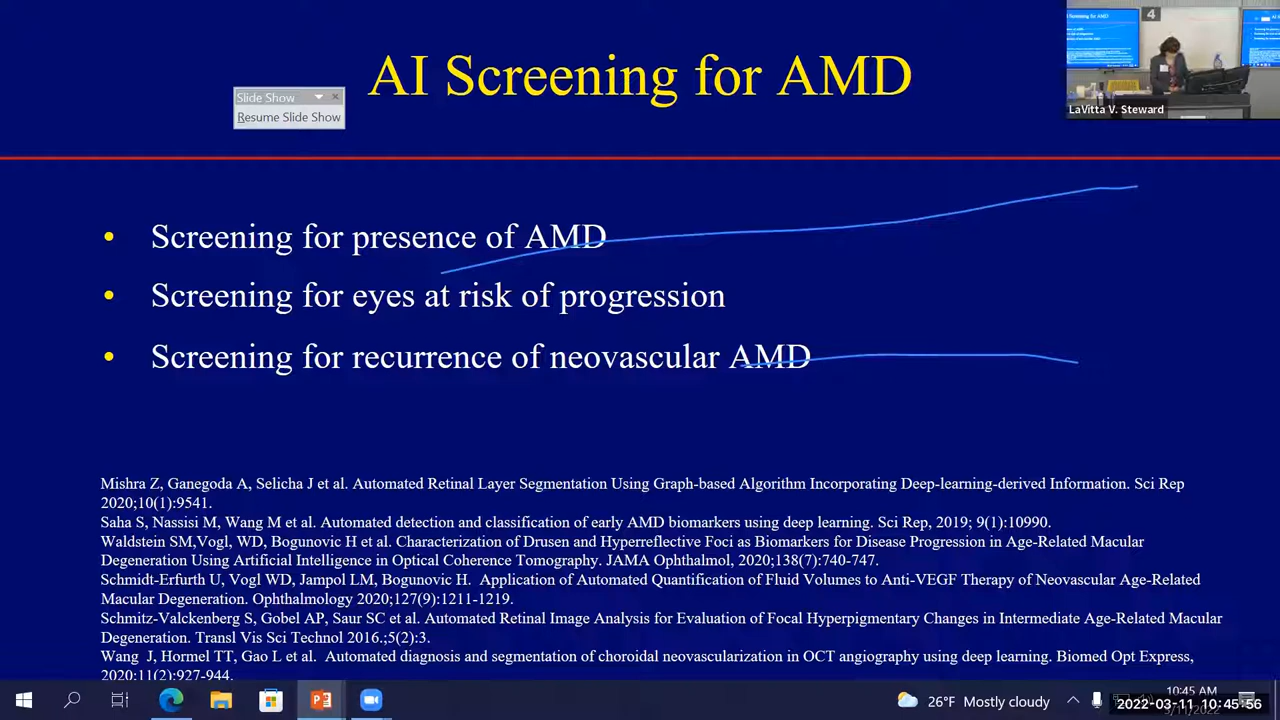 AI Screening for AMD
4
Slide Show
Resume Slide Show
LaVitta V. Steward
• Screening for presence of AMD
• Screening for eyes at risk of progression
• Screening for recurrence of neovascular AMD
Mishra Z, Ganegoda A, Selicha J et al. Automated Retinal Layer Segmentation Using Graph-based Algorithm Incorporating Deep-learning-derived Information. Sci Rep
2020;10(1):9541.
Saha S, Nassisi M, Wang M et al. Automated detection and classification of early AMD biomarkers using deep learning. Sci Rep, 2019; 9(1):10990.
Waldstein SM,Vogl, WD, Bogunovic H et al. Characterization of Drusen and Hyperreflective Foci as Biomarkers for Disease Progression in Age-Related Macular
Degeneration Using Artificial Intelligence in Optical Coherence Tomography. JAMA Ophthalmol, 2020;138(7):740-747.
Schmidt-Erfurth U, Vogl WD, Jampol LM, Bogunovic H. Application of Automated Quantification of Fluid Volumes to Anti-VEGF Therapy of Neovascular Age-Related
Macular Degeneration. Ophthalmology 2020;127(9):1211-1219.
Schmitz-Valckenberg S, Gobel AP, Saur SC et al. Automated Retinal Image Analysis for Evaluation of Focal Hyperpigmentary Changes in Intermediate Age-Related Macular
Degeneration. Transl Vis Sci Technol 2016.;5(2):3.
Wang J, Hormel TT, Gao L et al. Automated diagnosis and segmentation of choroidal neovascularization in OCT angiography using deep learning. Biomed Opt Express,
2020;11(2):927-944.
26°F Mostly cloudy
10:45 AM
2022-03-11 10:45:56